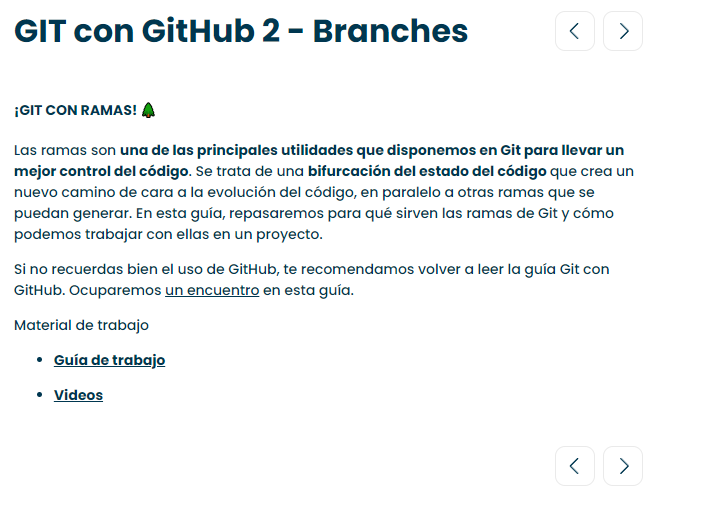 GIT con GitHub 2 - Branches
¡GIT CON RAMAS! 🌲
Las ramas son una de las principales utilidades que disponemos en Git para llevar un
mejor control del código. Se trata de una bifurcación del estado del código que crea un
nuevo camino de cara a la evolución del código, en paralelo a otras ramas que se
puedan generar. En esta guía, repasaremos para qué sirven las ramas de Git y cómo
podemos trabajar con ellas en un proyecto.
Si no recuerdas bien el uso de GitHub, te recomendamos volver a leer la guía Git con
GitHub. Ocuparemos un encuentro en esta guía.
Material de trabajo
• Guía de trabajo
• Videos